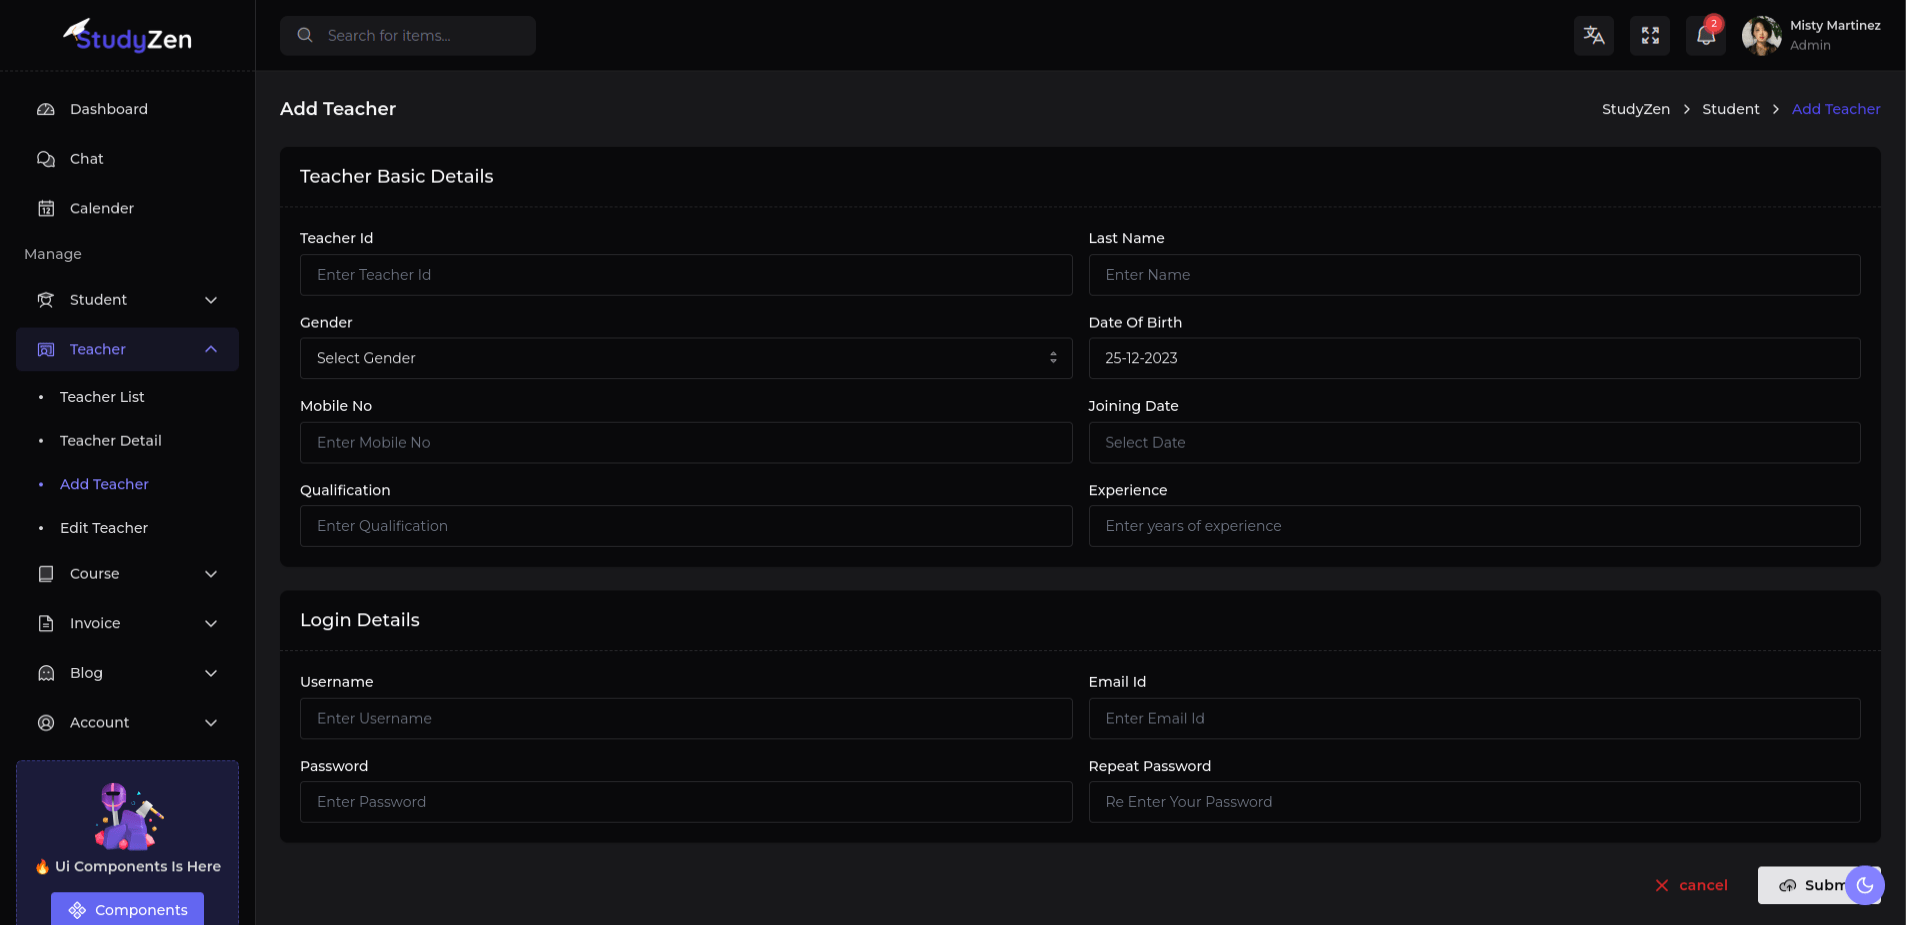 StudyZen
Search for items...
2
Misty Martinez
Admin
Dashboard
Chat
12
Calender
Manage
Student
Teacher
Teacher List
Teacher Detail
Add Teacher
Edit Teacher
Course
Invoice
Blog
Account
🔥 Ui Components Is Here
Components
Add Teacher
StudyZen > Student > Add Teacher
Teacher Basic Details
Teacher Id
Enter Teacher Id
Last Name
Enter Name
Gender
Select Gender
Date Of Birth
25-12-2023
Mobile No
Enter Mobile No
Joining Date
Select Date
Qualification
Enter Qualification
Experience
Enter years of experience
Login Details
Username
Enter Username
Email Id
Enter Email Id
Password
Enter Password
Repeat Password
Re Enter Your Password
cancel